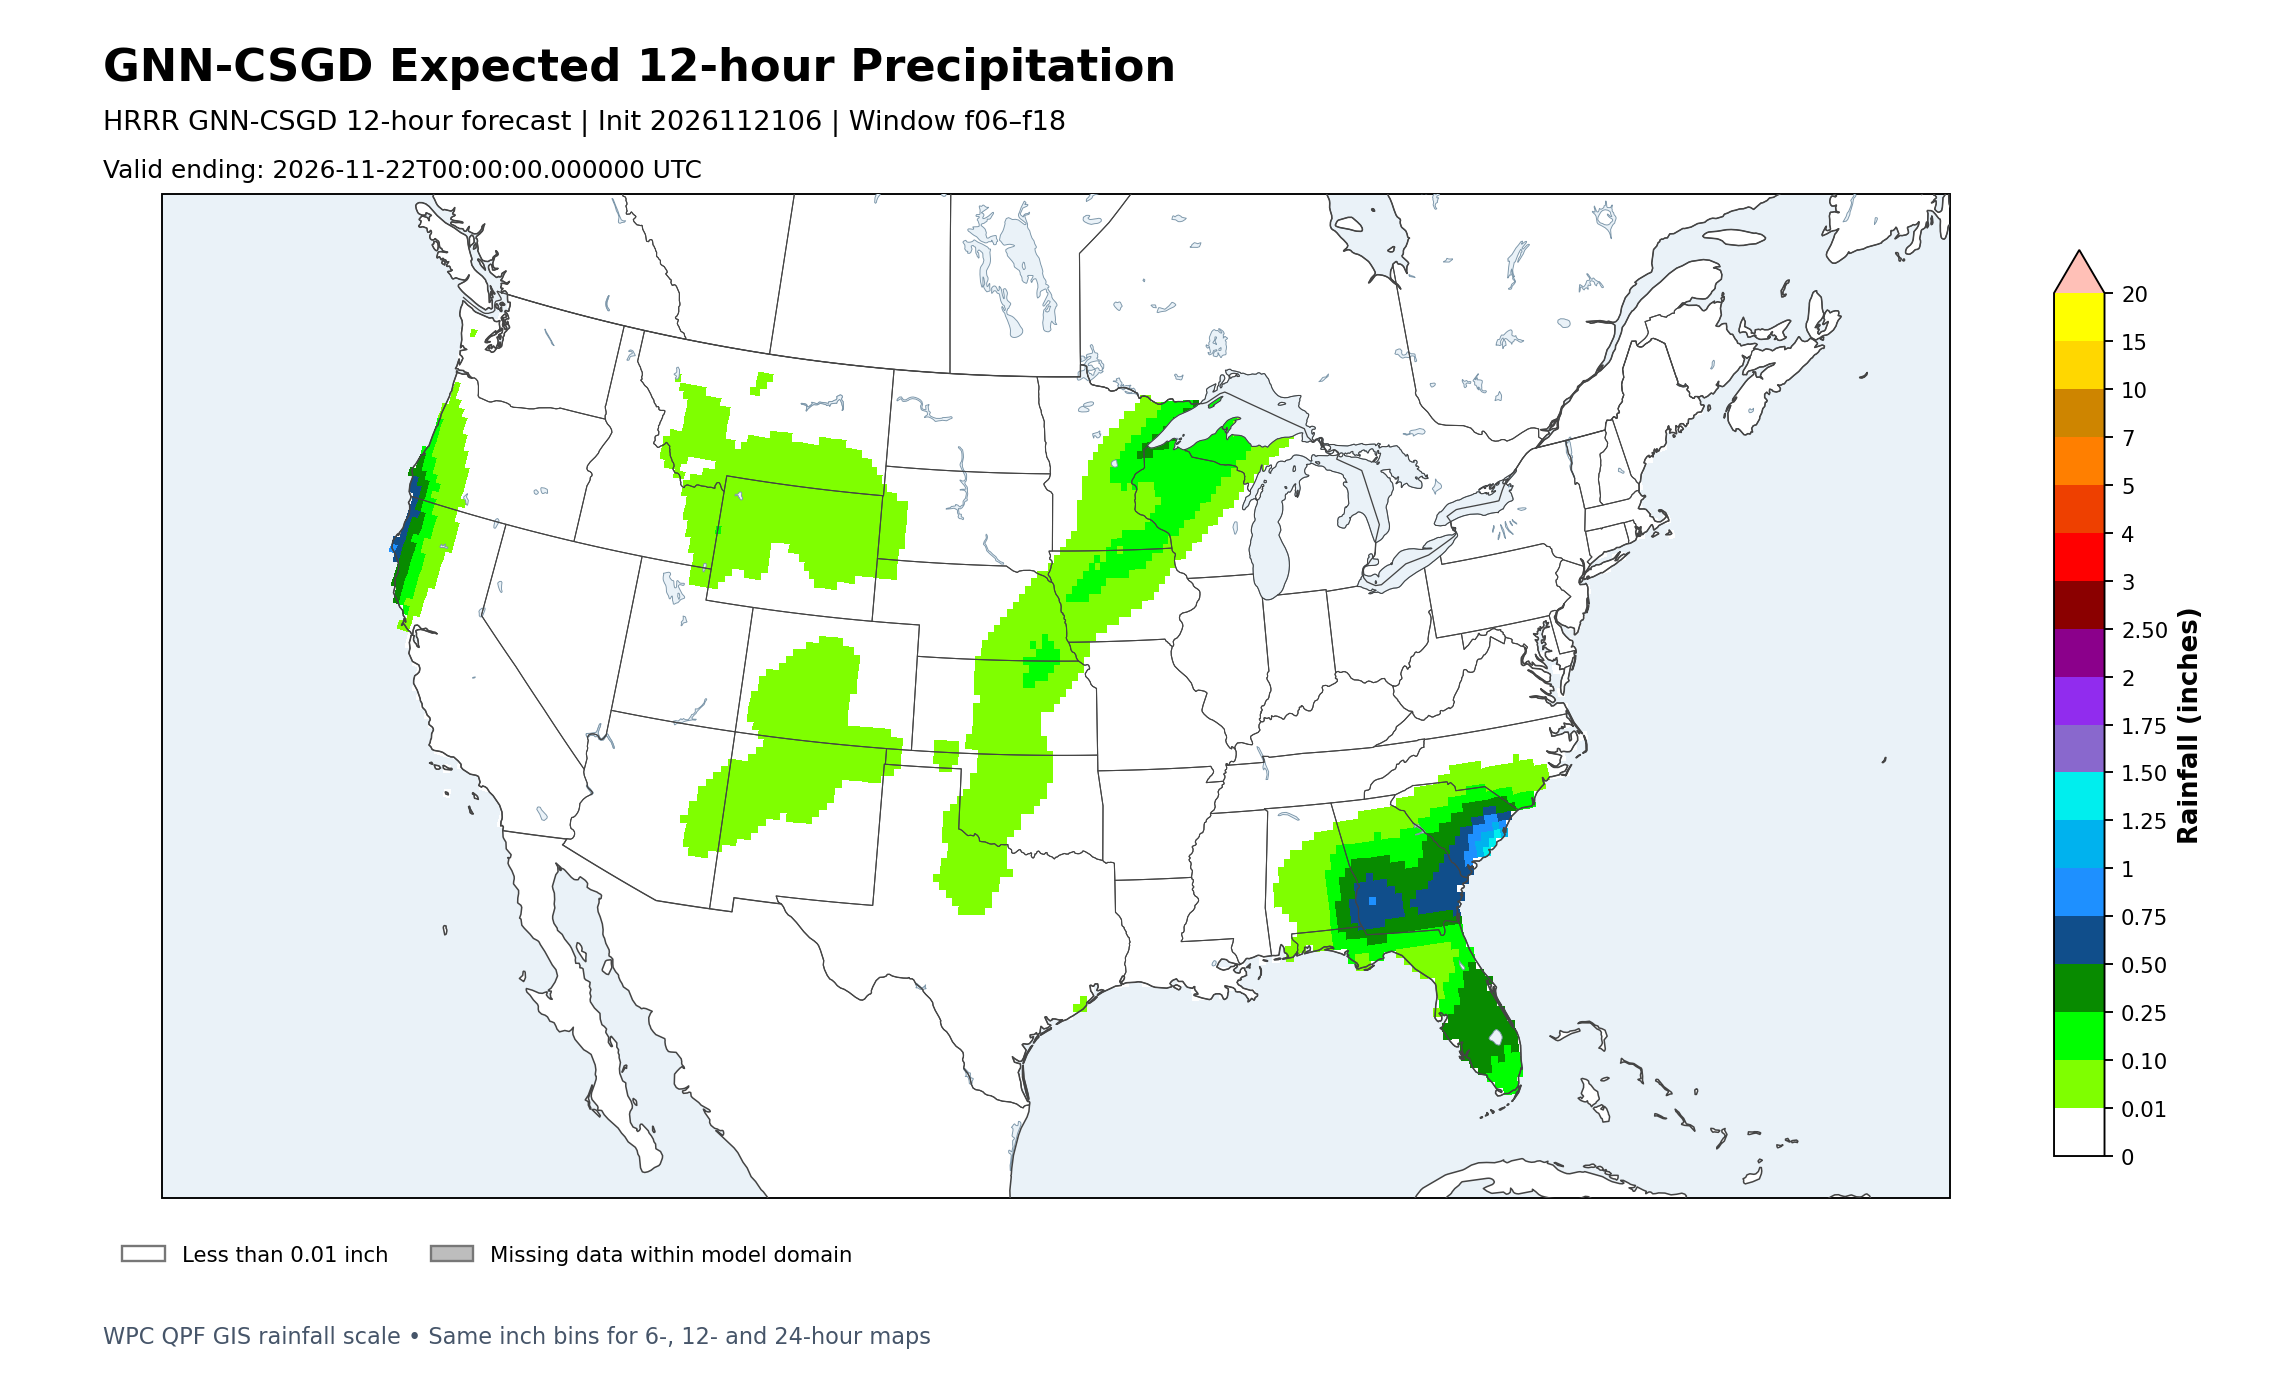 GNN-CSGD Expected 12-hour Precipitation
HRRR GNN-CSGD 12-hour forecast | Init 2026112106 | Window f06–f18
Valid ending: 2026-11-22T00:00:00.000000 UTC
20
15
10
7
5
4
3
2.50
2
1.75
1.50
1.25
1
0.75
0.50
0.25
0.10
0.01
0
Rainfall (inches)
Less than 0.01 inch
Missing data within model domain
WPC QPF GIS rainfall scale • Same inch bins for 6-, 12- and 24-hour maps